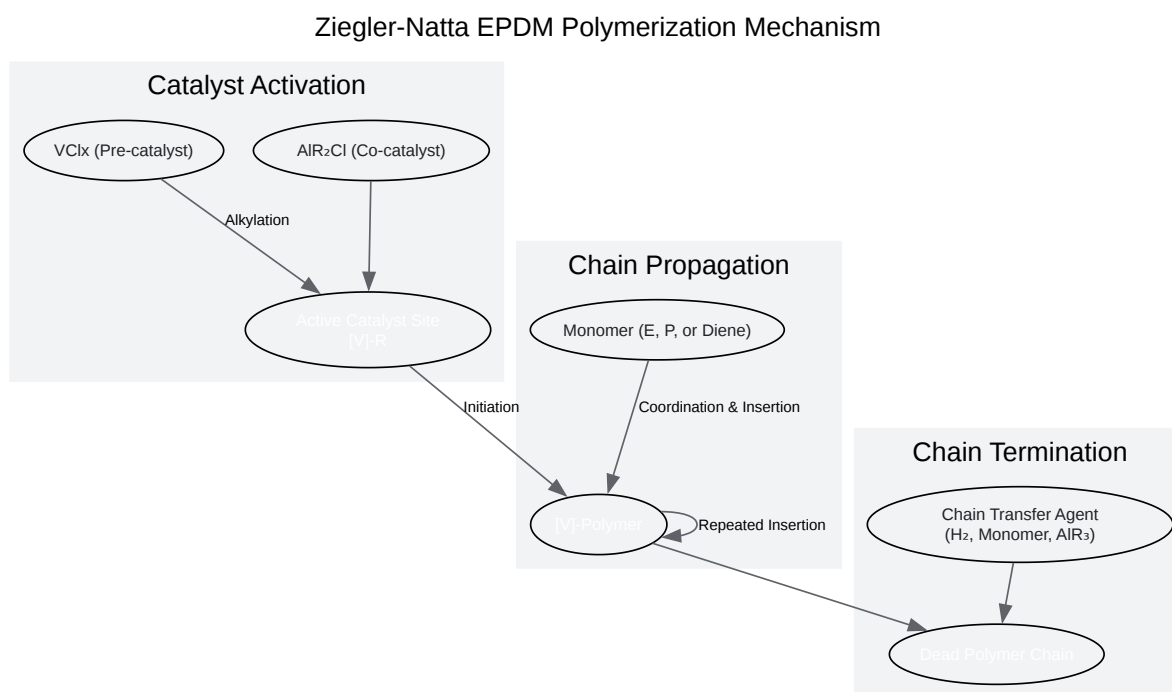 Ziegler-Natta EPDM Polymerization Mechanism
Catalyst Activation
VClx (Pre-catalyst)
AlR₂Cl (Co-catalyst)
Alkylation
Active Catalyst Site
[V]-R
Initiation
Chain Propagation
Monomer (E, P, or Diene)
Coordination & Insertion
[V]-Polymer
Repeated Insertion
Chain Termination
Chain Transfer Agent
(H₂, Monomer, AlR₃)
Dead Polymer Chain